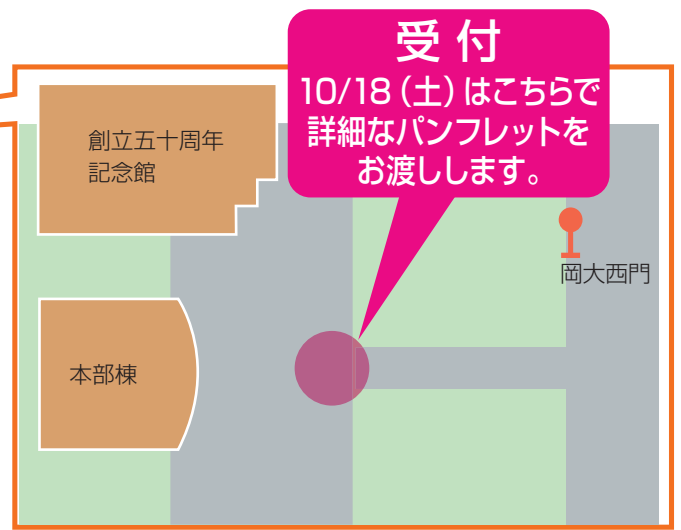 受付
10/18（土）はこちらで
詳細なパンフレットを
お渡しします。
創立五十周年
記念館
岡大西門
本部棟